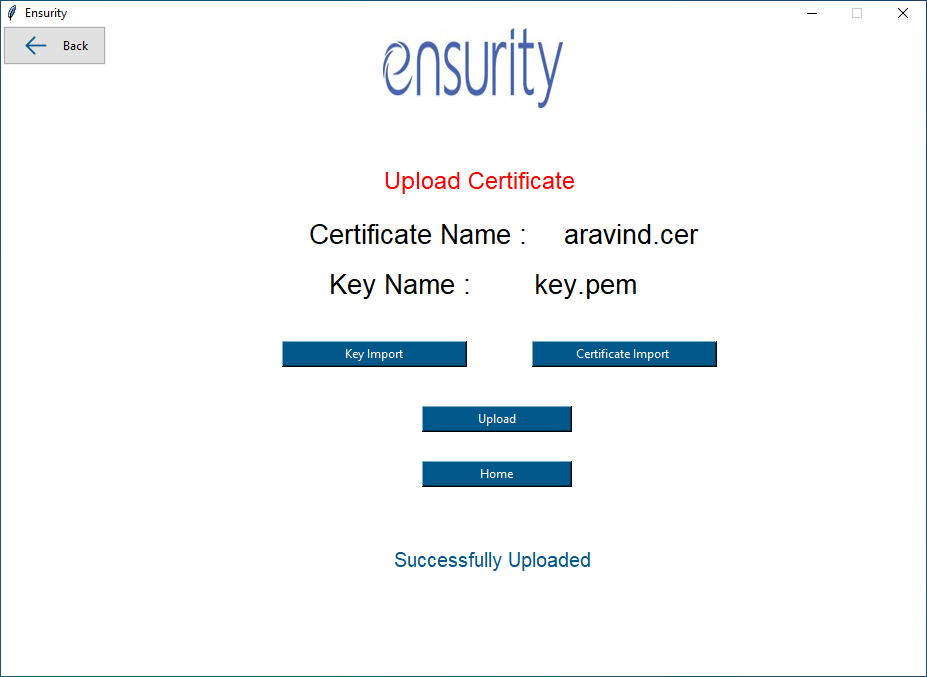 Ensurity
Back
ensurity
Upload Certificate
Certificate Name : aravind.cer
Key Name : key.pem
Key Import Certificate Import
Upload
Home
Successfully Uploaded